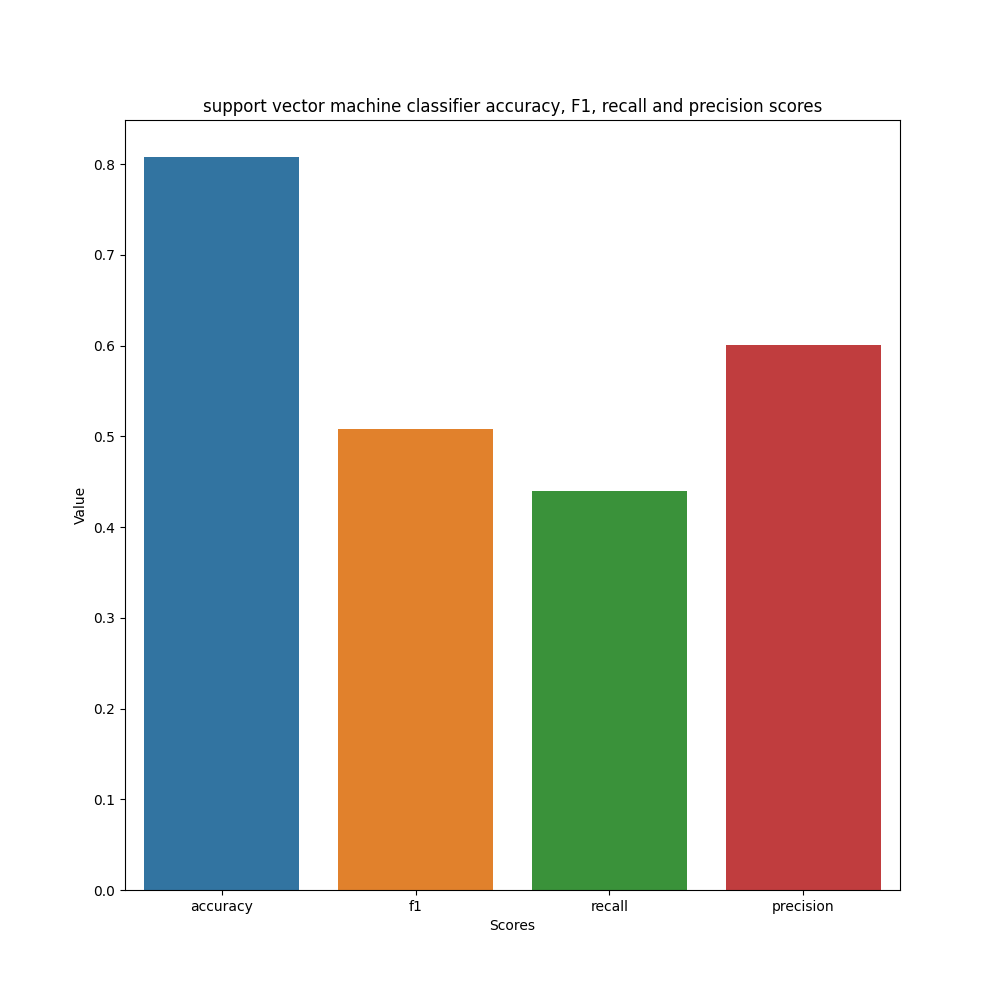 support vector machine classifier accuracy, F1, recall and precision scores
0.8
0.7
0.6
0.5
0.4
0.3
0.2
0.1
0.0
Value
accuracy f1 recall precision
Scores